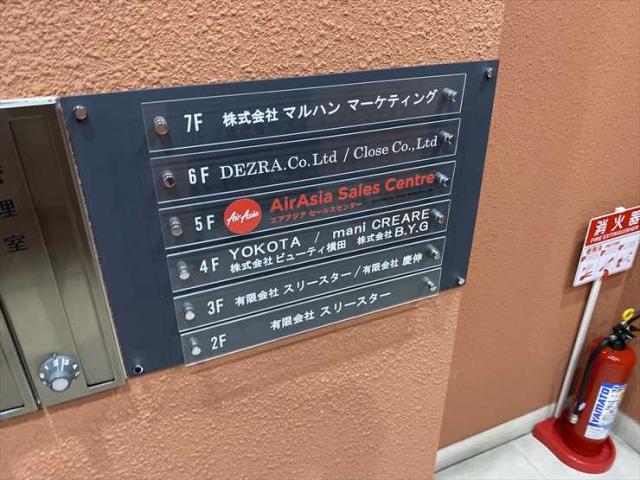 7F 株式会社 マルハン マーケティング
6F DEZRA.Co.Ltd / Close Co.,Ltd
5F AirAsia AirAsia Sales Centre
エアアジア セールスセンター
4F YOKOTA / mani CREARE
株式会社ビューティ横田 株式会社 B.Y.G
3F 有限会社 スリースター/有限会社 慶伸
2F 有限会社 スリースター
理
室
消火器
FIRE EXTINGUISHER
YAMATO